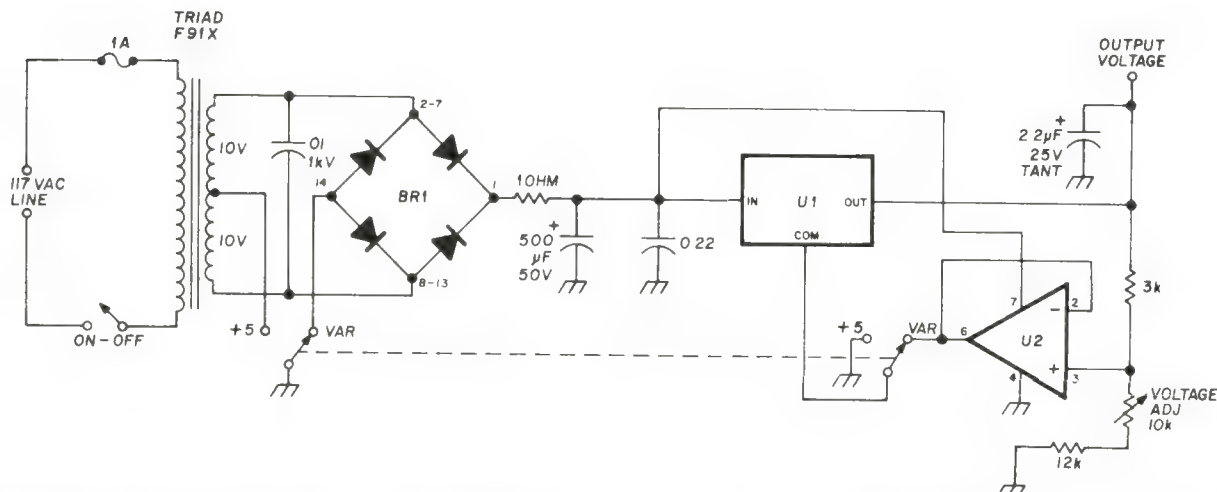 TRIAD
F91X
1A
117 VAC
LINE
ON-OFF
10V
10V
+5
01
1kV
2-7
14
BR1
1
8-13
VAR
1OHM
+
500
µF
50V
0.22
IN
U1
OUT
COM
+5
VAR
6
7
2
-
U2
+
3
4
OUTPUT
VOLTAGE
+
2.2µF
25V
TANT
3k
VOLTAGE
ADJ
10k
12k